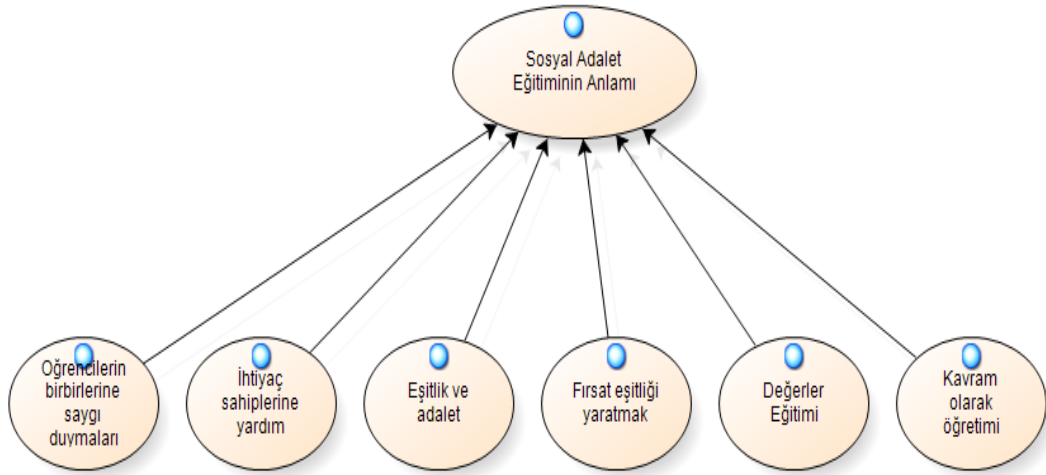 Sosyal Adalet
Eğitiminin Anlamı
Öğrencilerin
birbirlerine
saygı
duymaları
İhtiyaç
sahiplerine
yardım
Eşitlik ve
adalet
Fırsat eşitliği
yaratmak
Değerler
Eğitimi
Kavram
olarak
öğretimi